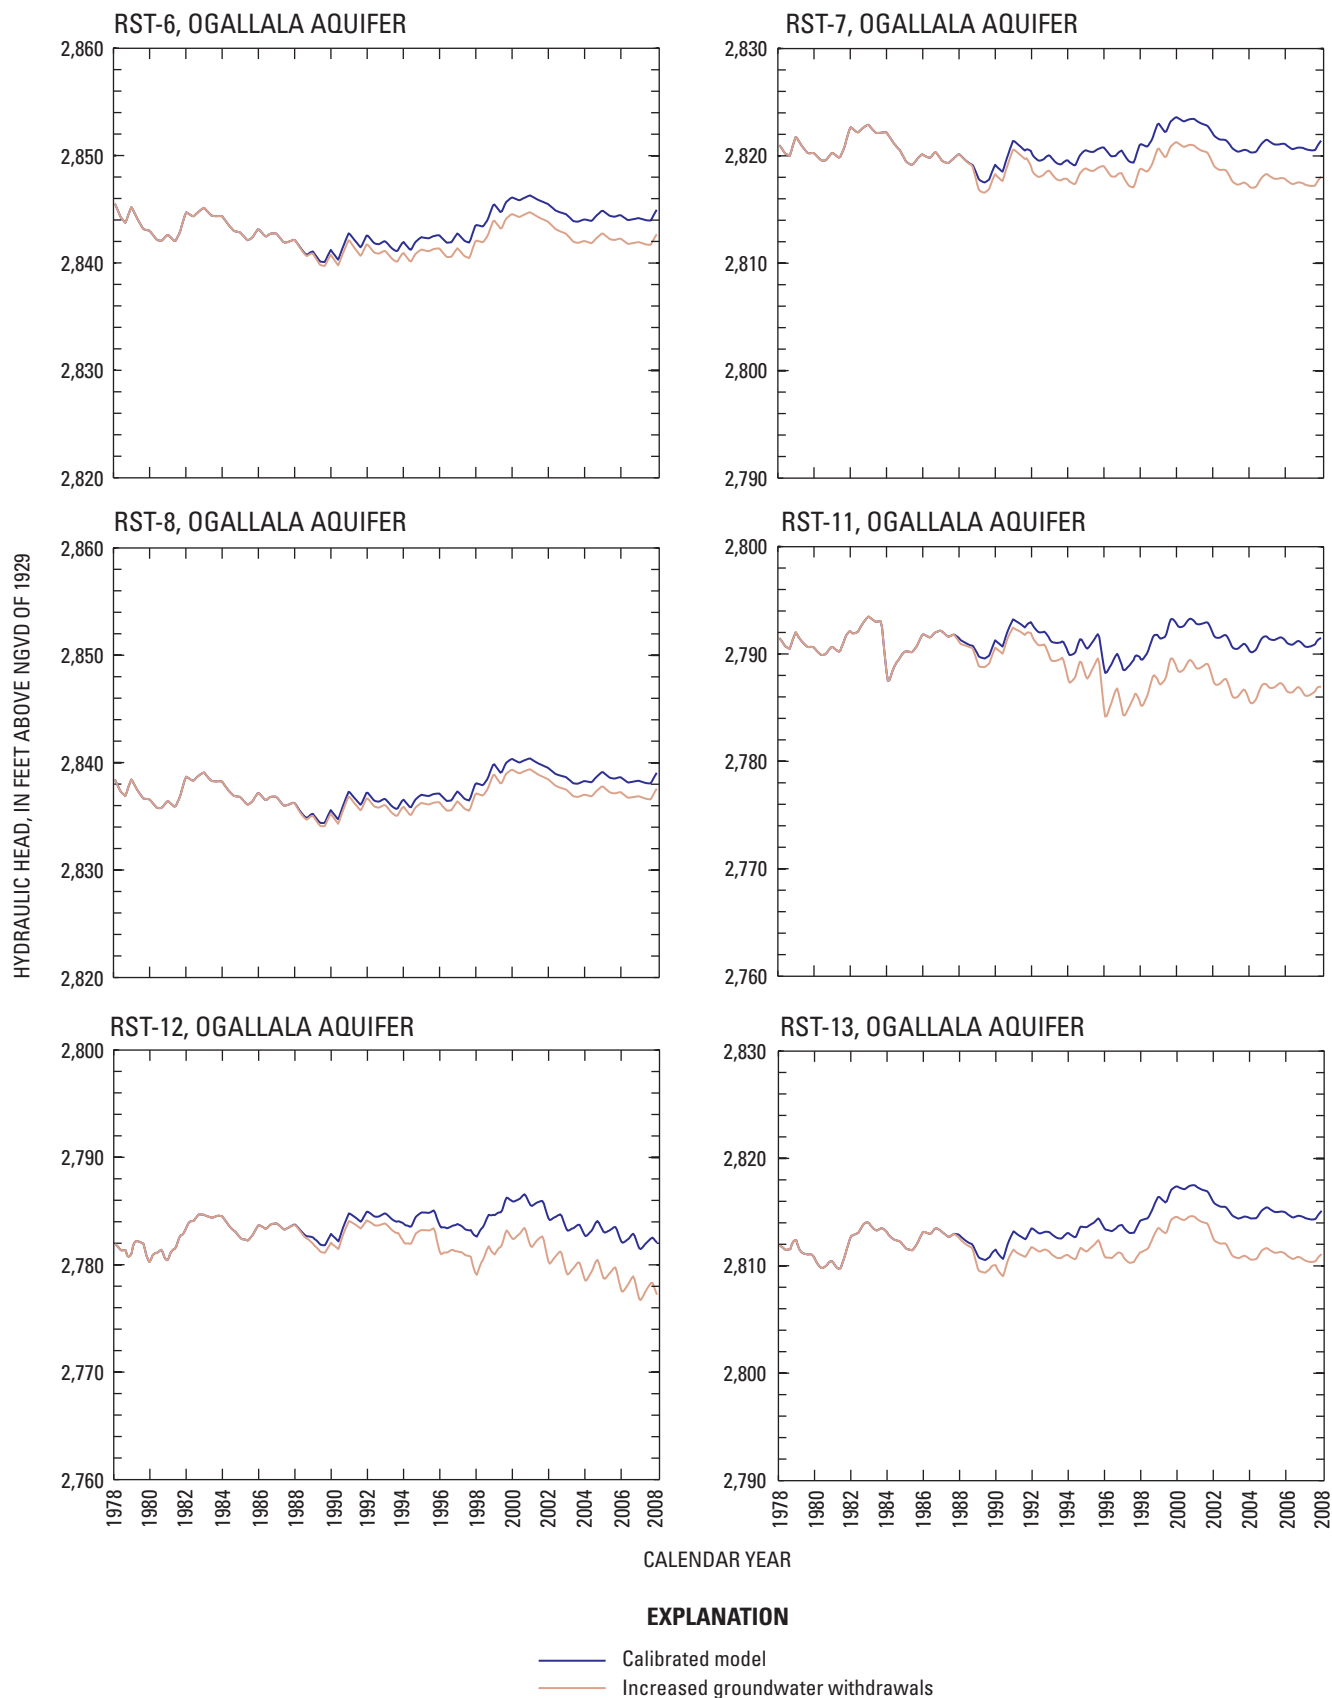 RST-6, OGALLALA AQUIFER
2,860
2,850
2,840
2,830
2,820
RST-7, OGALLALA AQUIFER
2,830
2,820
2,810
2,800
2,790
RST-8, OGALLALA AQUIFER
2,860
2,850
2,840
2,830
2,820
RST-11, OGALLALA AQUIFER
2,800
2,790
2,780
2,770
2,760
HYDRAULIC HEAD, IN FEET ABOVE NGVD OF 1929
RST-12, OGALLALA AQUIFER
2,800
2,790
2,780
2,770
2,760
1978 1980 1982 1984 1986 1988 1990 1992 1994 1996 1998 2000 2002 2004 2006 2008
RST-13, OGALLALA AQUIFER
2,830
2,820
2,810
2,800
2,790
1978 1980 1982 1984 1986 1988 1990 1992 1994 1996 1998 2000 2002 2004 2006 2008
CALENDAR YEAR
EXPLANATION
Calibrated model
Increased groundwater withdrawals